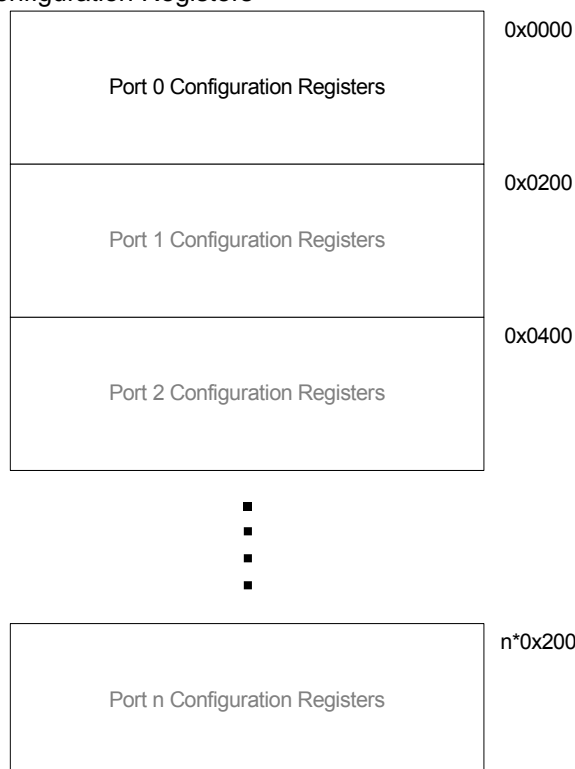 Configuration Registers
0x0000
Port 0 Configuration Registers
0x0200
Port 1 Configuration Registers
0x0400
Port 2 Configuration Registers
n*0x200
Port n Configuration Registers